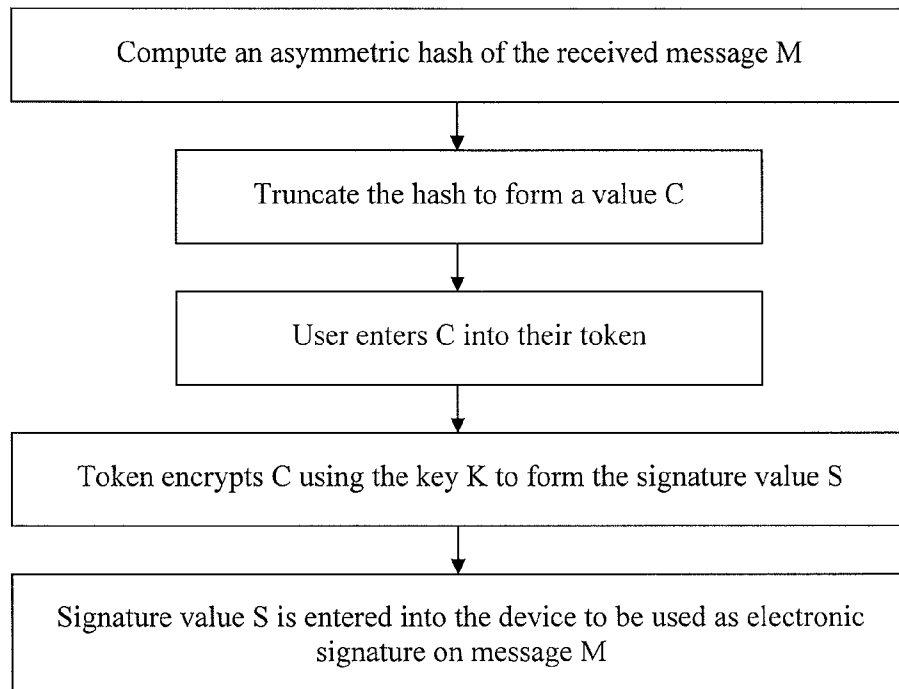 Compute an asymmetric hash of the received message M
Truncate the hash to form a value C
User enters C into their token
Token encrypts C using the key K to form the signature value S
Signature value S is entered into the device to be used as electronic
signature on message M